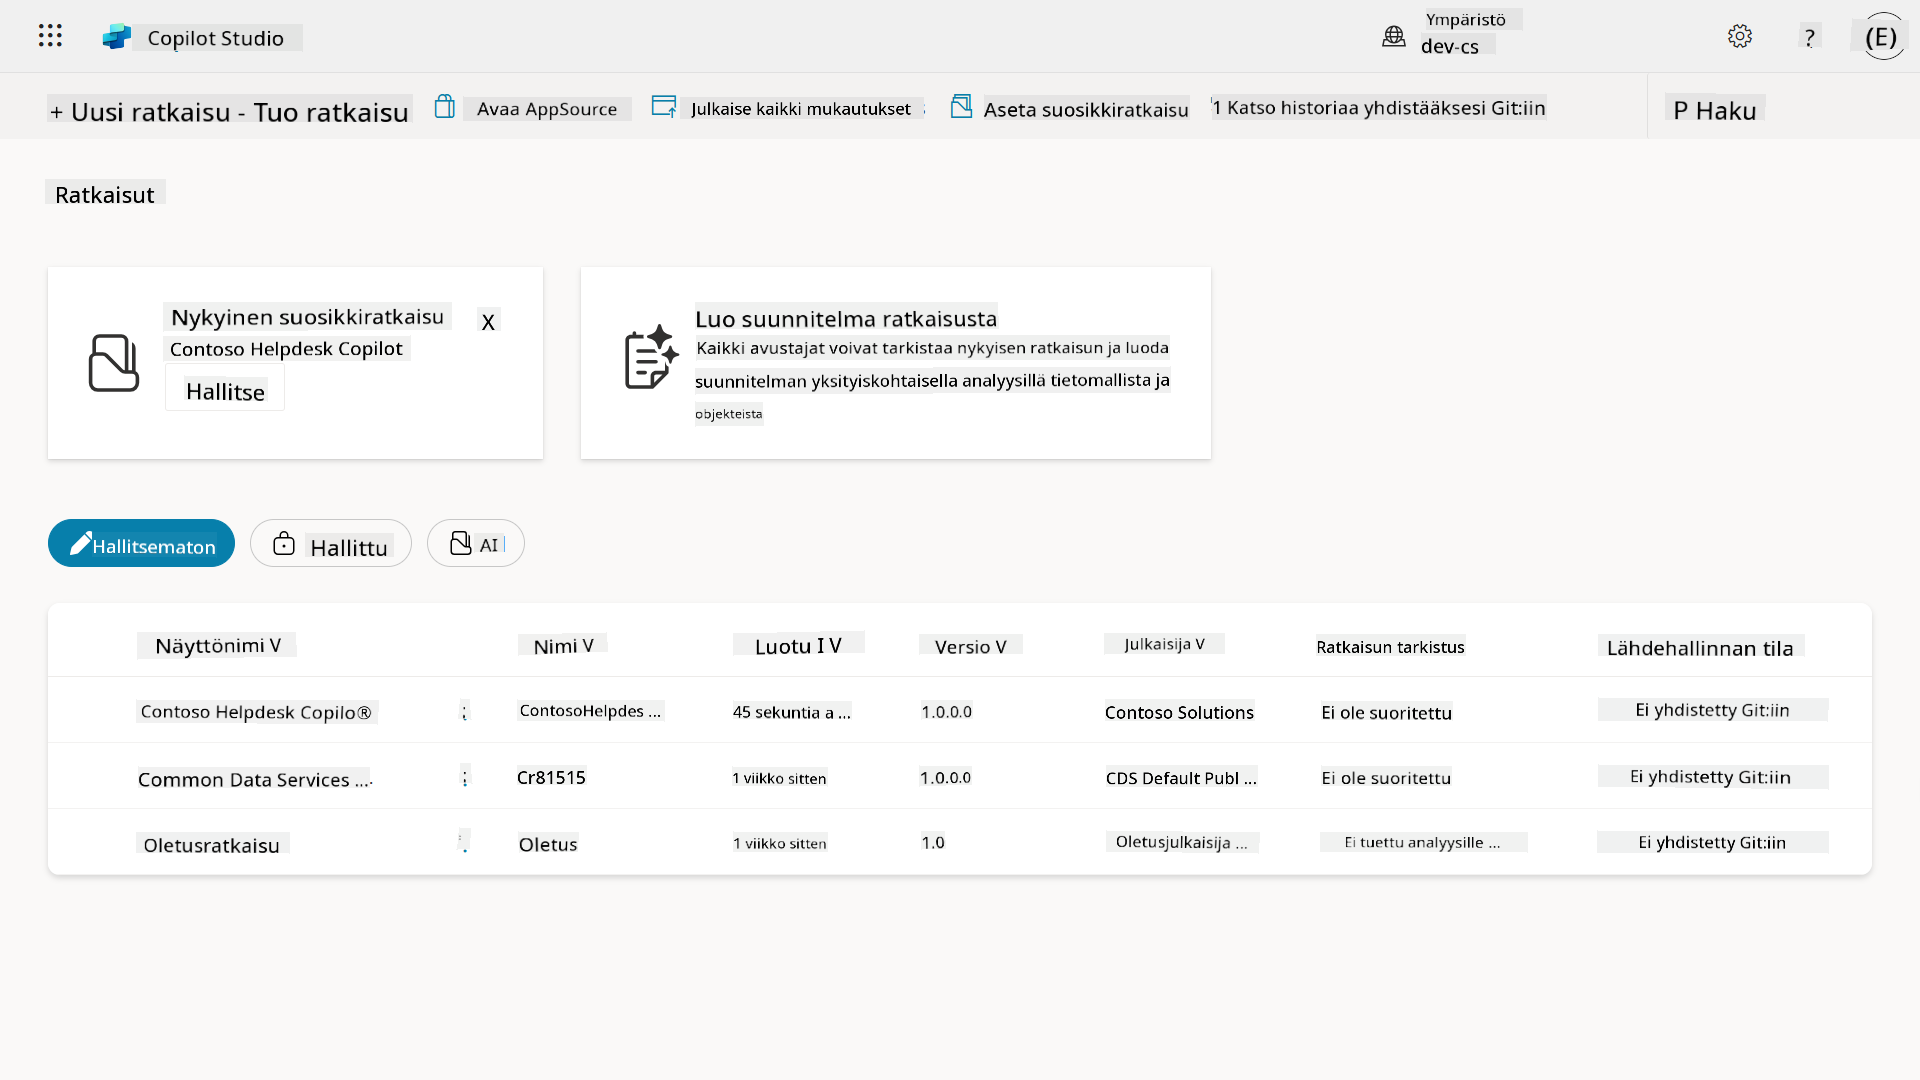 Copilot Studio
Ympäristö
dev-cs
?
(E)
+ Uusi ratkaisu - Tuo ratkaisu
Avaa AppSource
Julkaise kaikki mukautukset
Aseta suosikkiratkaisu
1 Katso historiaa yhdistääksesi Git:iin
P Haku
Ratkaisut
Nykyinen suosikkiratkaisu
X
Contoso Helpdesk Copilot
Hallitse
Luo suunnitelma ratkaisusta
Kaikki avustajat voivat tarkistaa nykyisen ratkaisun ja luoda
suunnitelman yksityiskohtaisella analyysillä tietomallista ja
objekteista
Hallitsematon
Hallittu
AI
Näyttönimi V Nimi V Luotu I V Versio V Julkaisija V Ratkaisun tarkistus Lähdehallinnan tila
Contoso Helpdesk Copilo® : ContosoHelpdes ... 45 sekuntia a ... 1.0.0.0 Contoso Solutions Ei ole suoritettu Ei yhdistetty Git:iin
Common Data Services .... : Cr81515 1 viikko sitten 1.0.0.0 CDS Default Publ ... Ei ole suoritettu Ei yhdistetty Git:iin
Oletusratkaisu : Oletus 1 viikko sitten 1.0 Oletusjulkaisija ... Ei tuettu analyysille ... Ei yhdistetty Git:iin